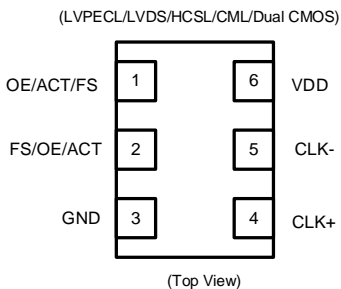 (LVPECL/LVDS/HCSL/CML/Dual CMOS)
OE/ACT/FS 1 6 VDD
FS/OE/ACT 2 5 CLK-
GND 3 4 CLK+
(Top View)